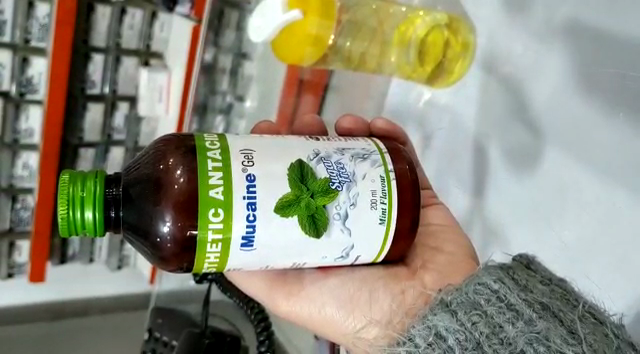 THETIC ANTACID
(Mucaine® Gel)
Sugar
Free
200 ml
Mint Flavour